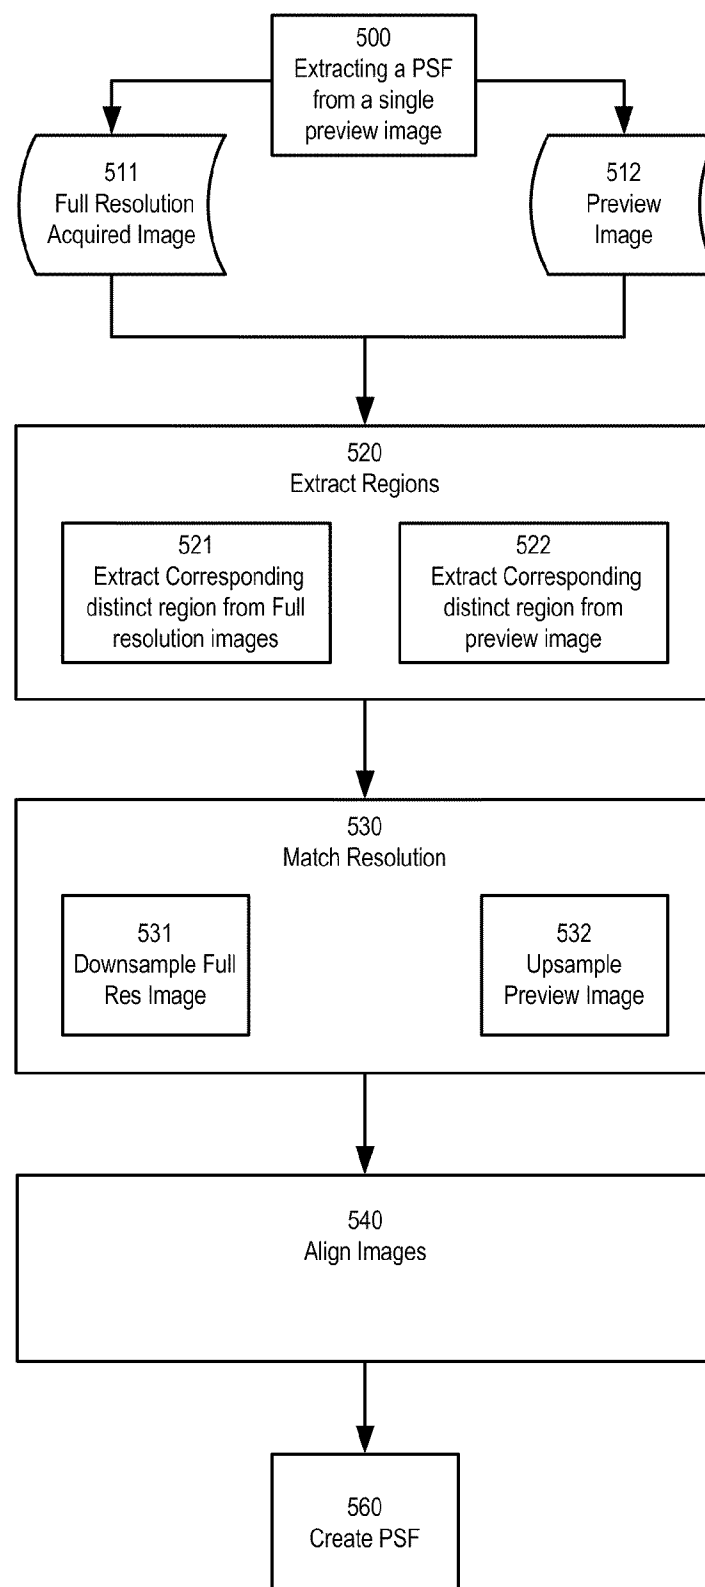 500
Extracting a PSF
from a single
preview image
511
Full Resolution
Acquired Image
512
Preview
Image
520
Extract Regions
521
Extract Corresponding
distinct region from Full
resolution images
522
Extract Corresponding
distinct region from
preview image
530
Match Resolution
531
Downsample Full
Res Image
532
Upsample
Preview Image
540
Align Images
560
Create PSF